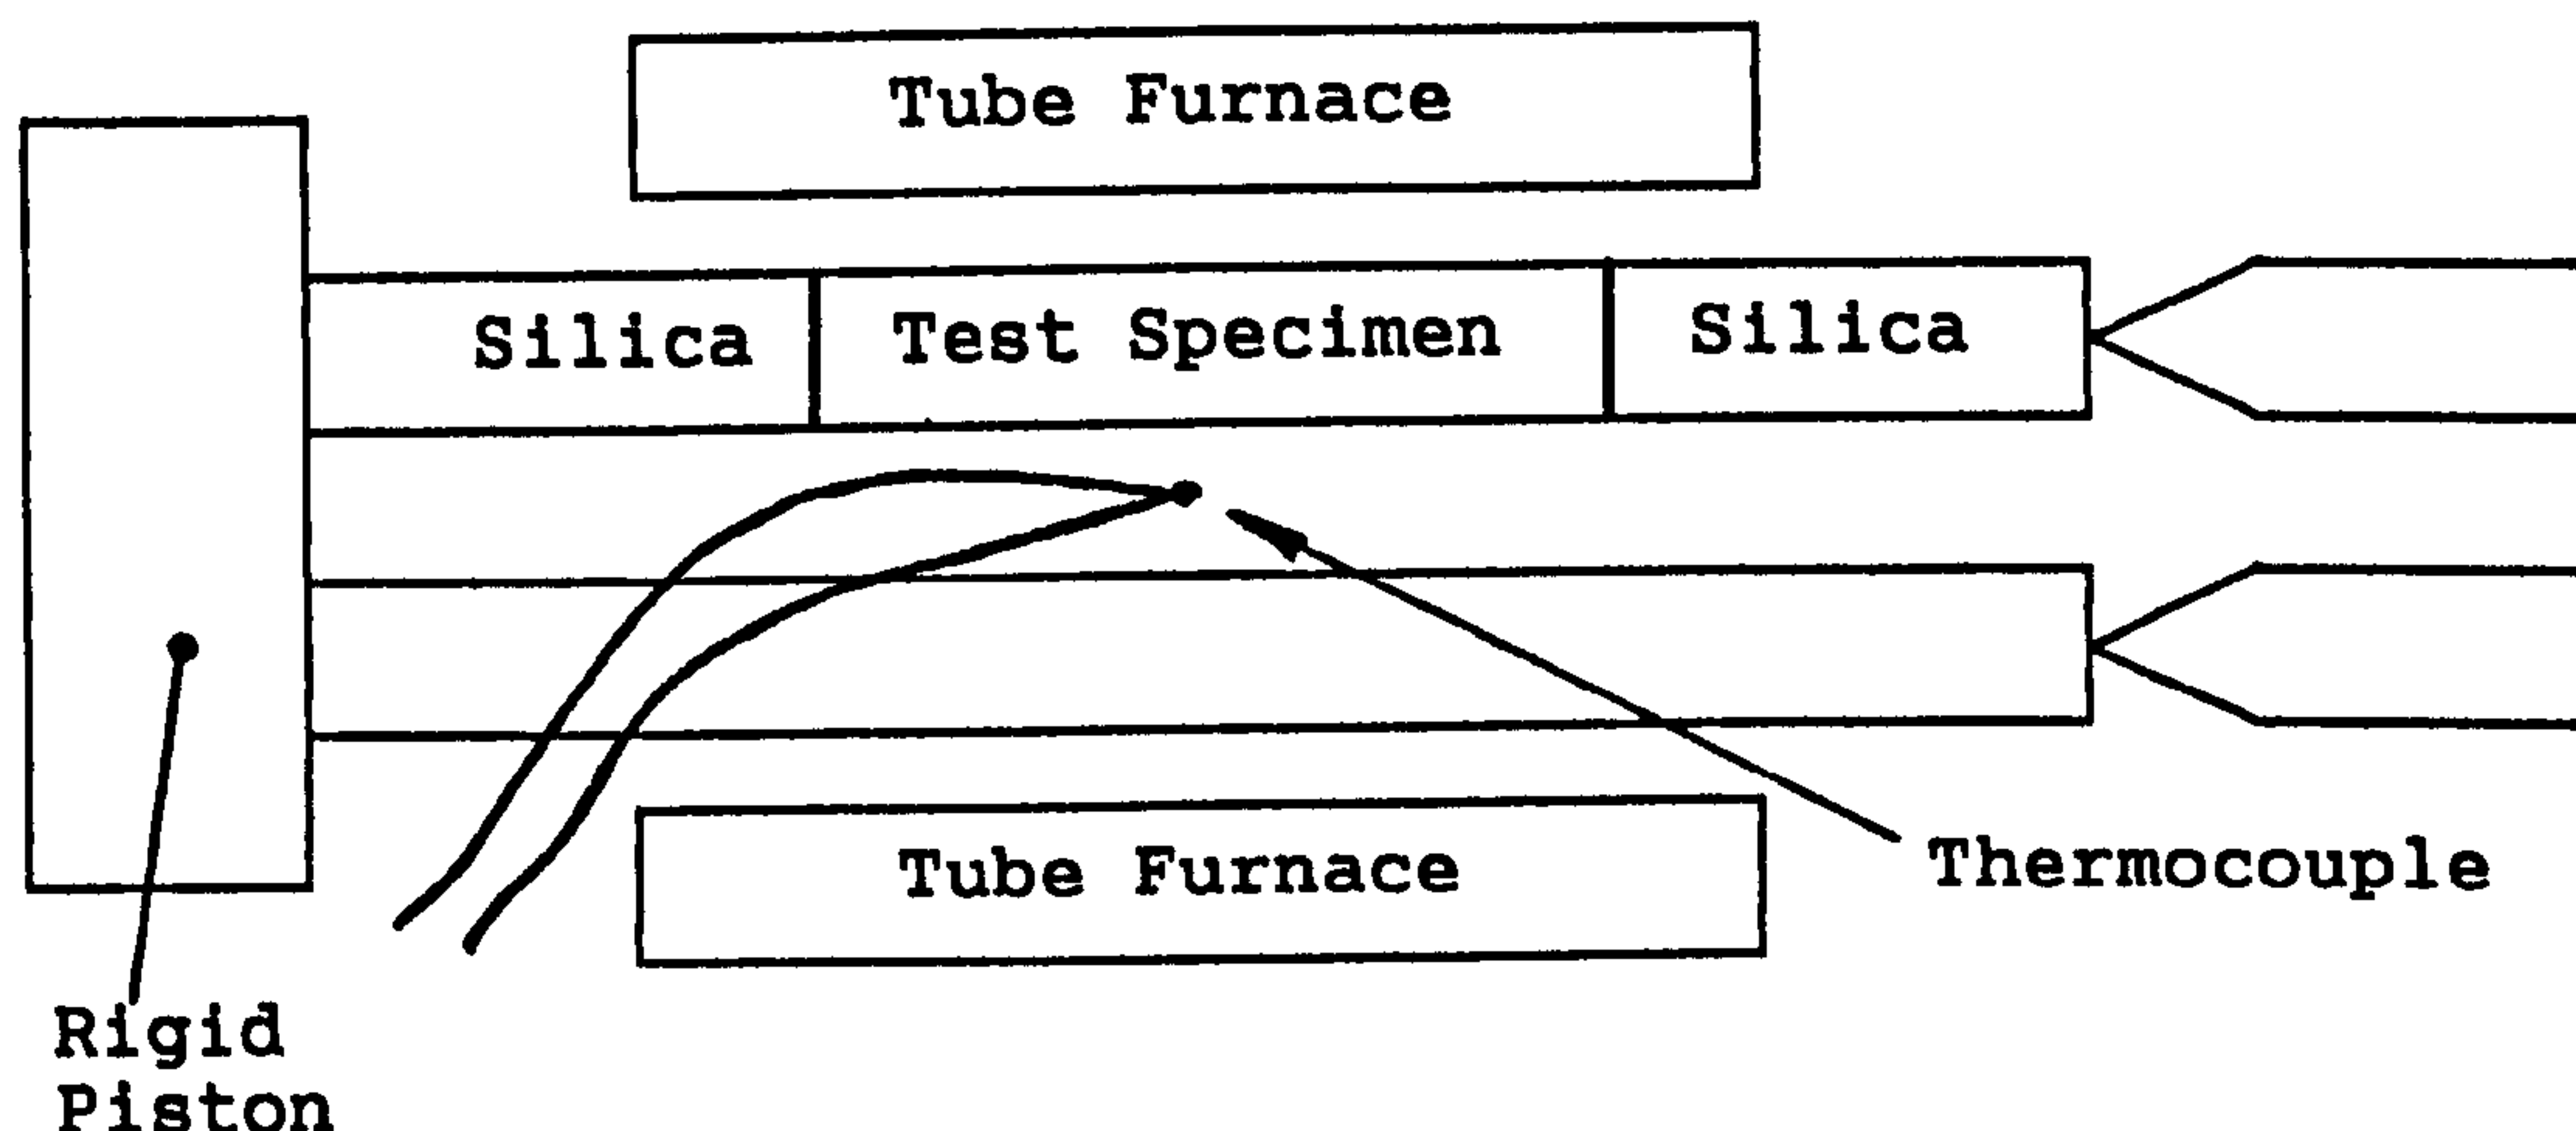 Tube Furnace
Silica
Test Specimen
Silica
Tube Furnace
Thermocouple
Rigid
Piston